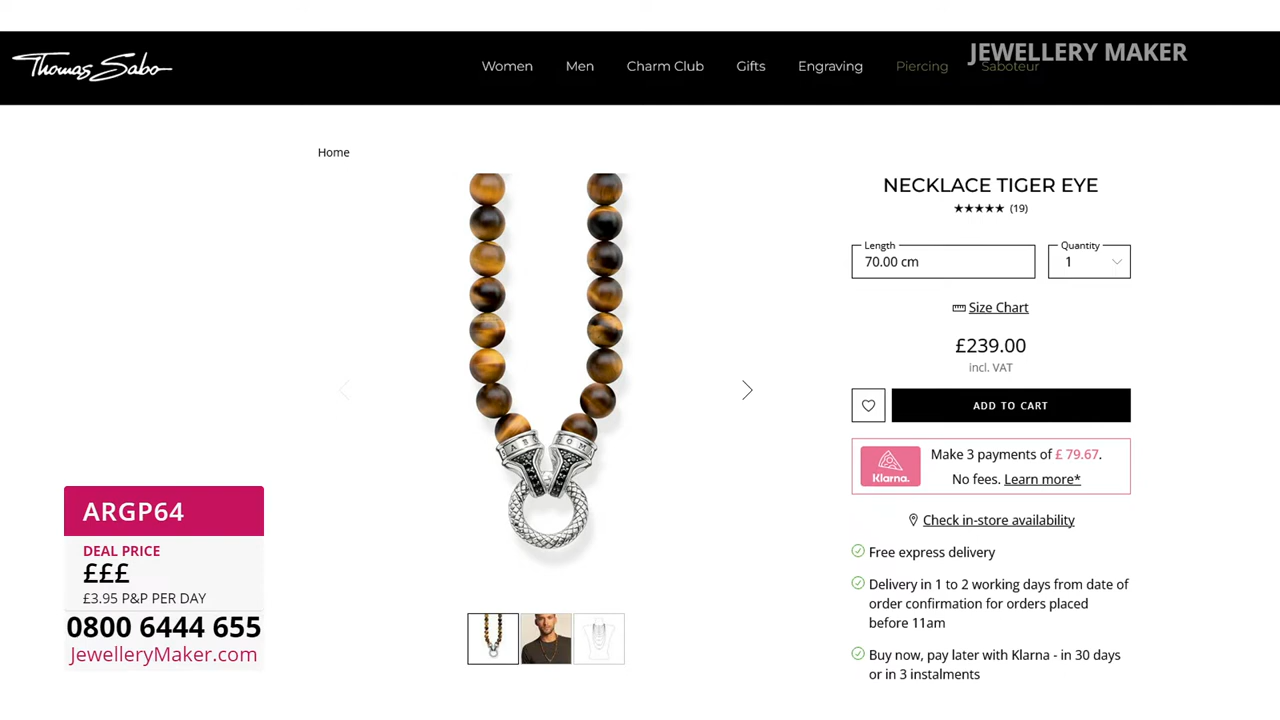 Thomas Sabo
Women
Men
Charm Club
Gifts
Engraving
Piercing
Saboteur
JEWELLERY MAKER
Home
NECKLACE TIGER EYE
★★★★★ (19)
Length
70.00 cm
Quantity
1
Size Chart
£239.00
incl. VAT
ADD TO CART
Klarna.
Make 3 payments of £ 79.67.
No fees. Learn more*
Check in-store availability
Free express delivery
Delivery in 1 to 2 working days from date of
order confirmation for orders placed
before 11am
Buy now, pay later with Klarna - in 30 days
or in 3 instalments
ARGP64
DEAL PRICE
£££
£3.95 P&P PER DAY
0800 6444 655
JewelleryMaker.com